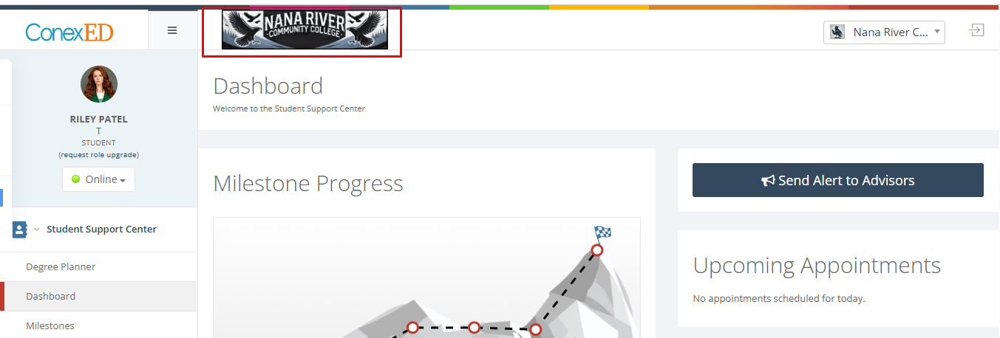 ConexED
NANA RIVER
COMMUNITY COLLEGE
Nana River C...
RILEY PATEL
T
STUDENT
(request role upgrade)
Online
Student Support Center
Degree Planner
Dashboard
Milestones
Dashboard
Welcome to the Student Support Center
Milestone Progress
Send Alert to Advisors
Upcoming Appointments
No appointments scheduled for today.